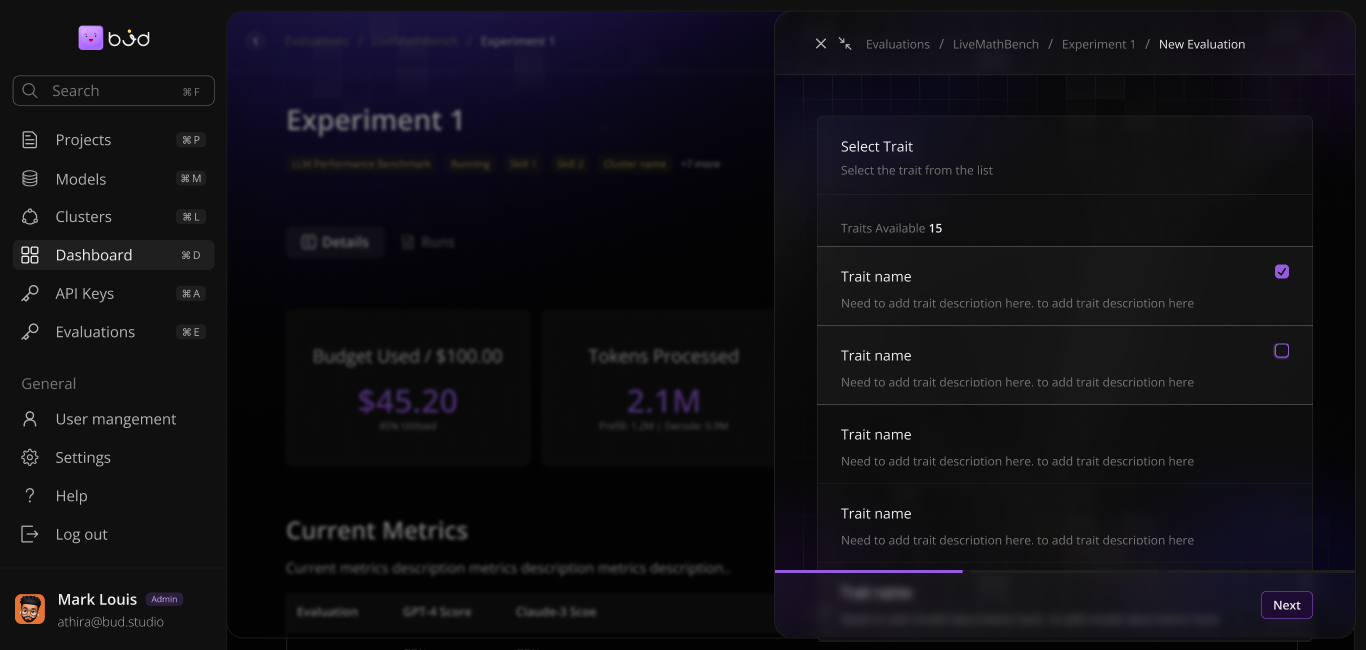 bud
Search ⌘ F
Projects ⌘ P
Models ⌘ M
Clusters ⌘ L
Dashboard ⌘ D
API Keys ⌘ A
Evaluations ⌘ E
General
User mangement
Settings
Help
Log out
Mark Louis Admin
athira@bud.studio
Evaluations / LiveMathBench / Experiment 1
Experiment 1
LLM Performance Benchmark Running Skill 1 Skill 2 Cluster name +7 more
Details Runs
Budget Used / $100.00
$45.20
45% Utilised
Tokens Processed
2.1M
Prefill: 1.2M | Decode: 0.9M
Current Metrics
Current metrics description metrics description metrics description..
Evaluation GPT-4 Score Claude-3 Scoe
Evaluations / LiveMathBench / Experiment 1 / New Evaluation
Select Trait
Select the trait from the list
Traits Available 15
Trait name
Need to add trait description here. to add trait description here
Trait name
Need to add trait description here. to add trait description here
Trait name
Need to add trait description here. to add trait description here
Trait name
Need to add trait description here. to add trait description here
Trait name
Next